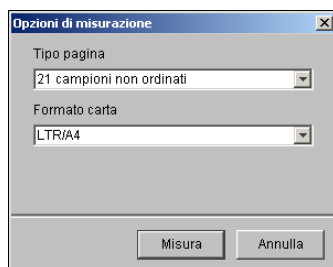 Opzioni di misurazione
Tipo pagina
21 campioni non ordinati
Formato carta
LTR/A4
Misura Annulla